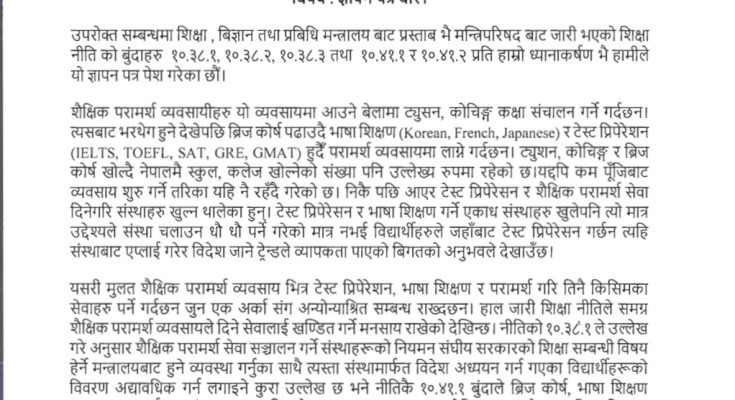 उपरोक्त सम्बन्धमा शिक्षा , बिज्ञान तथा प्रबिधि मन्त्रालय बाट प्रस्ताब भै मन्त्रिपरिषद बाट जारी भएको शिक्षा
नीति को बुंदाहरु १०.३८.१, १०.३८.२, १०.३८.३ तथा १०.४१.१ र १०.४१.२ प्रति हाम्रो ध्यानाकर्षण भै हामीले
यो ज्ञापन पत्र पेश गरेका छौं।
शैक्षिक परामर्श व्यवसायीहरु यो व्यवसायमा आउने बेलामा ट्युसन, कोचिङ्ग कक्षा संचालन गर्ने गर्दछन।
त्यसबाट भरथेग हुने देखेपछि ब्रिज कोर्ष पढाउदै भाषा शिक्षण (Korean, French, Japanese) र टेस्ट प्रिपेरेशन
(IELTS, TOEFL, SAT, GRE, GMAT) हुदैँ परामर्श व्यवसायमा लाग्ने गर्दछन। ट्युशन, कोचिङ्ग र ब्रिज
कोर्ष खोल्दै नेपालमै स्कुल, कलेज खोल्नेको संख्या पनि उल्लेख्य रुपमा रहेको छ।यद्दपि कम पूँजिबाट
व्यवसाय शुरु गर्ने तरिका यहि नै रहँदै गरेको छ। निकै पछि आएर टेस्ट प्रिपेरेसन र शैक्षिक परामर्श सेवा
दिनेगरि संस्थाहरु खुल्न थालेका हुन्। टेस्ट प्रिपेरेसन र भाषा शिक्षण गर्ने एकाध संस्थाहरु खुलेपनि त्यो मात्र
उद्देश्यले संस्था चलाउन धौ धौ पर्ने गरेको मात्र नभई विद्यार्थीहरुले जहाँबाट टेस्ट प्रिपेरेसन गर्छन त्यहि
संस्थाबाट एप्लाई गरेर विदेश जाने ट्रेन्डले व्यापकता पाएको बिगतको अनुभवले देखाउँछ।
यसरी मुलत शैक्षिक परामर्श व्यवसाय भित्र टेस्ट प्रिपेरेशन, भाषा शिक्षण र परामर्श गरि तिनै किसिमका
सेवाहरु पर्ने गर्दछन जुन एक अर्का संग अन्योन्याश्रित सम्बन्ध राख्दछन। हाल जारी शिक्षा नीतिले समग्र
शैक्षिक परामर्श व्यवसायले दिने सेवालाई खण्डित गर्ने मनसाय राखेको देखिन्छ। नीतिको १०.३८.१ ले उल्लेख
गरे अनुसार शैक्षिक परामर्श सेवा सञ्चालन गर्ने संस्थाहरूको नियमन संघीय सरकारको शिक्षा सम्बन्धी विषय
हेर्ने मन्त्रालयबाट हुने व्यवस्था गर्नुका साथै त्यस्ता संस्थामार्फत विदेश अध्ययन गर्न गएका विद्यार्थीहरूको
विवरण अद्यावधिक गर्न लगाइने कुरा उल्लेख छ भने नीतिकै १०.४१.१ बुंदाले ब्रिज कोर्ष, भाषा शिक्षण